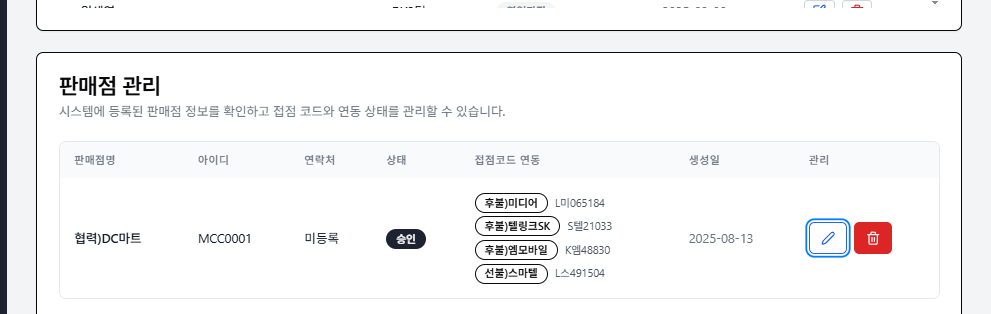 판매점 관리
시스템에 등록된 판매점 정보를 확인하고 접점 코드와 연동 상태를 관리할 수 있습니다.
판매점명 아이디 연락처 상태 접점코드 연동 생성일 관리
협력)DC마트 MCC0001 미등록 승인 2025-08-13
후불)미디어 L미065184
후불)텔링크SK S텔21033
후불)엠모바일 K엠48830
선불)스마텔 L스491504